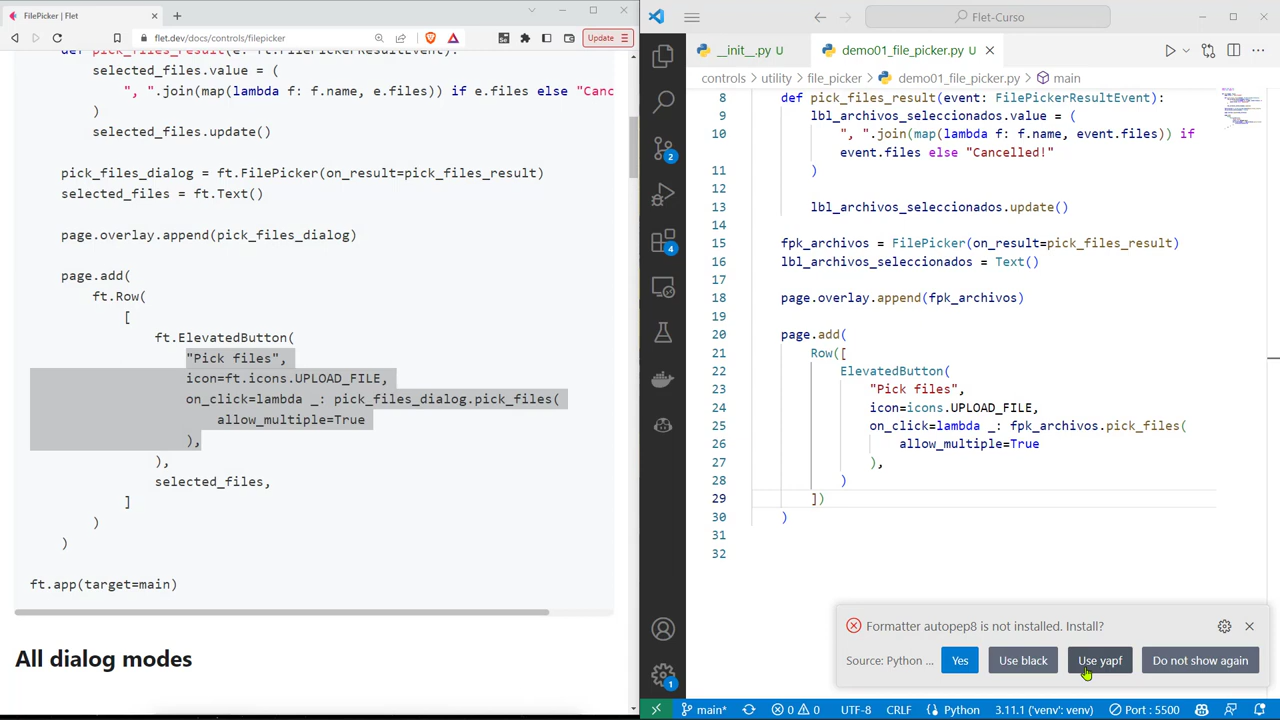 FilePicker | Flet
flet.dev/docs/controls/filepicker
Update
def pick_files_result(e: ft.FilePickerResultEvent):
selected_files.value = (
", ".join(map(lambda f: f.name, e.files)) if e.files else "Canc
)
selected_files.update()
pick_files_dialog = ft.FilePicker(on_result=pick_files_result)
selected_files = ft.Text()
page.overlay.append(pick_files_dialog)
page.add(
ft.Row(
[
ft.ElevatedButton(
"Pick files",
icon=ft.icons.UPLOAD_FILE,
on_click=lambda _: pick_files_dialog.pick_files(
allow_multiple=True
),
),
selected_files,
]
)
)
ft.app(target=main)
All dialog modes
Flet-Curso
__init__.py U
demo01_file_picker.py U
controls > utility > file_picker > demo01_file_picker.py > main
8 def pick_files_result(event: FilePickerResultEvent):
9 lbl_archivos_seleccionados.value = (
10 ", ".join(map(lambda f: f.name, event.files)) if
event.files else "Cancelled!"
11 )
12
13 lbl_archivos_seleccionados.update()
14
15 fpk_archivos = FilePicker(on_result=pick_files_result)
16 lbl_archivos_seleccionados = Text()
17
18 page.overlay.append(fpk_archivos)
19
20 page.add(
21 Row([
22 ElevatedButton(
23 "Pick files",
24 icon=icons.UPLOAD_FILE,
25 on_click=lambda _: fpk_archivos.pick_files(
26 allow_multiple=True
27 ),
28 )
29 ])
30 )
31
32
2
4
1
Formatter autopep8 is not installed. Install?
Source: Python ...
Yes
Use black
Use yapf
Do not show again
main* 0 0 UTF-8 CRLF Python 3.11.1 ('venv': venv) Port : 5500